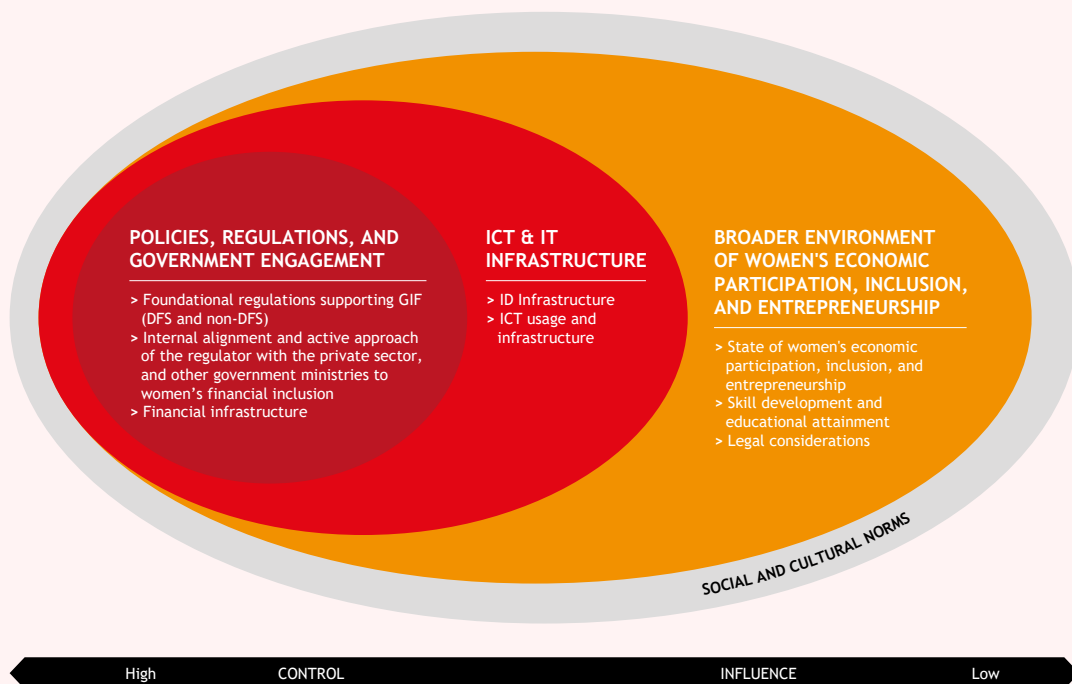 POLICIES, REGULATIONS, AND
GOVERNMENT ENGAGEMENT
> Foundational regulations supporting GIF
(DFS and non-DFS)
> Internal alignment and active approach
of the regulator with the private sector,
and other government ministries to
women’s financial inclusion
> Financial infrastructure
ICT & IT
INFRASTRUCTURE
> ID Infrastructure
> ICT usage and
infrastructure
BROADER ENVIRONMENT
OF WOMEN'S ECONOMIC
PARTICIPATION, INCLUSION,
AND ENTREPRENEURSHIP
> State of women's economic
participation, inclusion, and
entrepreneurship
> Skill development and
educational attainment
> Legal considerations
SOCIAL AND CULTURAL NORMS
High CONTROL INFLUENCE Low